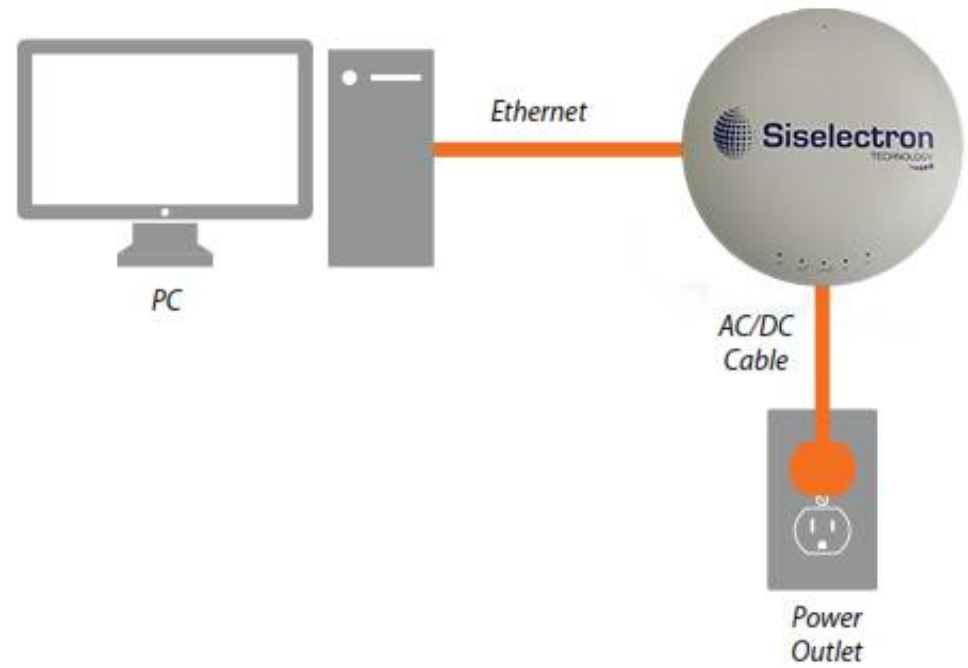 Ethernet
Siselectron
TECHNOLOGY
PC
AC/DC
Cable
Power
Outlet